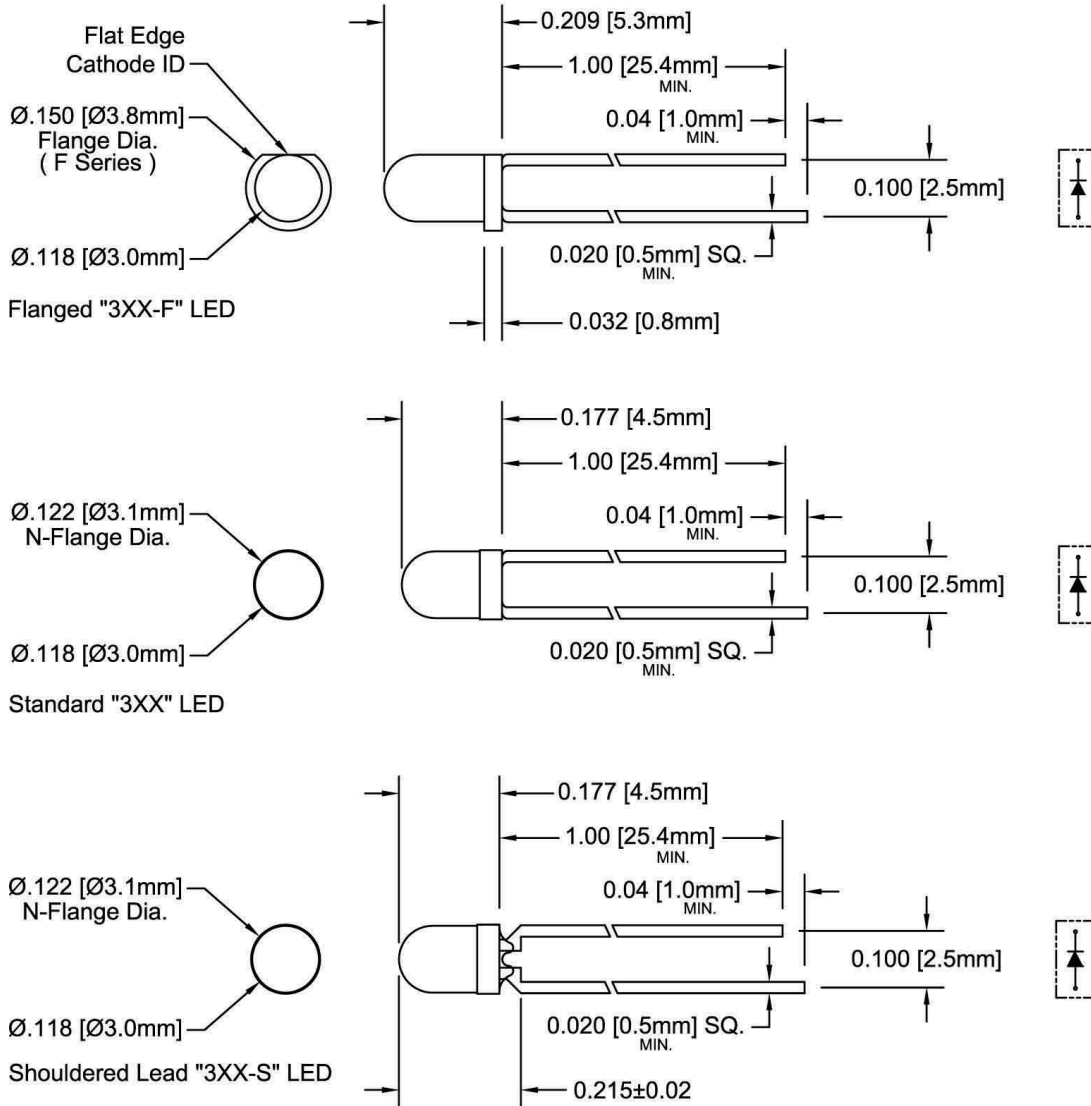 Flat Edge
Cathode ID
Ø.150 [Ø3.8mm]
Flange Dia.
( F Series )
Ø.118 [Ø3.0mm]
Flanged "3XX-F" LED
0.209 [5.3mm]
1.00 [25.4mm]
MIN.
0.04 [1.0mm]
MIN.
0.100 [2.5mm]
0.020 [0.5mm] SQ.
MIN.
0.032 [0.8mm]
Ø.122 [Ø3.1mm]
N-Flange Dia.
Ø.118 [Ø3.0mm]
Standard "3XX" LED
0.177 [4.5mm]
1.00 [25.4mm]
0.04 [1.0mm]
MIN.
0.100 [2.5mm]
0.020 [0.5mm] SQ.
MIN.
Ø.122 [Ø3.1mm]
N-Flange Dia.
Ø.118 [Ø3.0mm]
Shouldered Lead "3XX-S" LED
0.177 [4.5mm]
1.00 [25.4mm]
MIN.
0.04 [1.0mm]
MIN.
0.100 [2.5mm]
0.020 [0.5mm] SQ.
MIN.
0.215±0.02